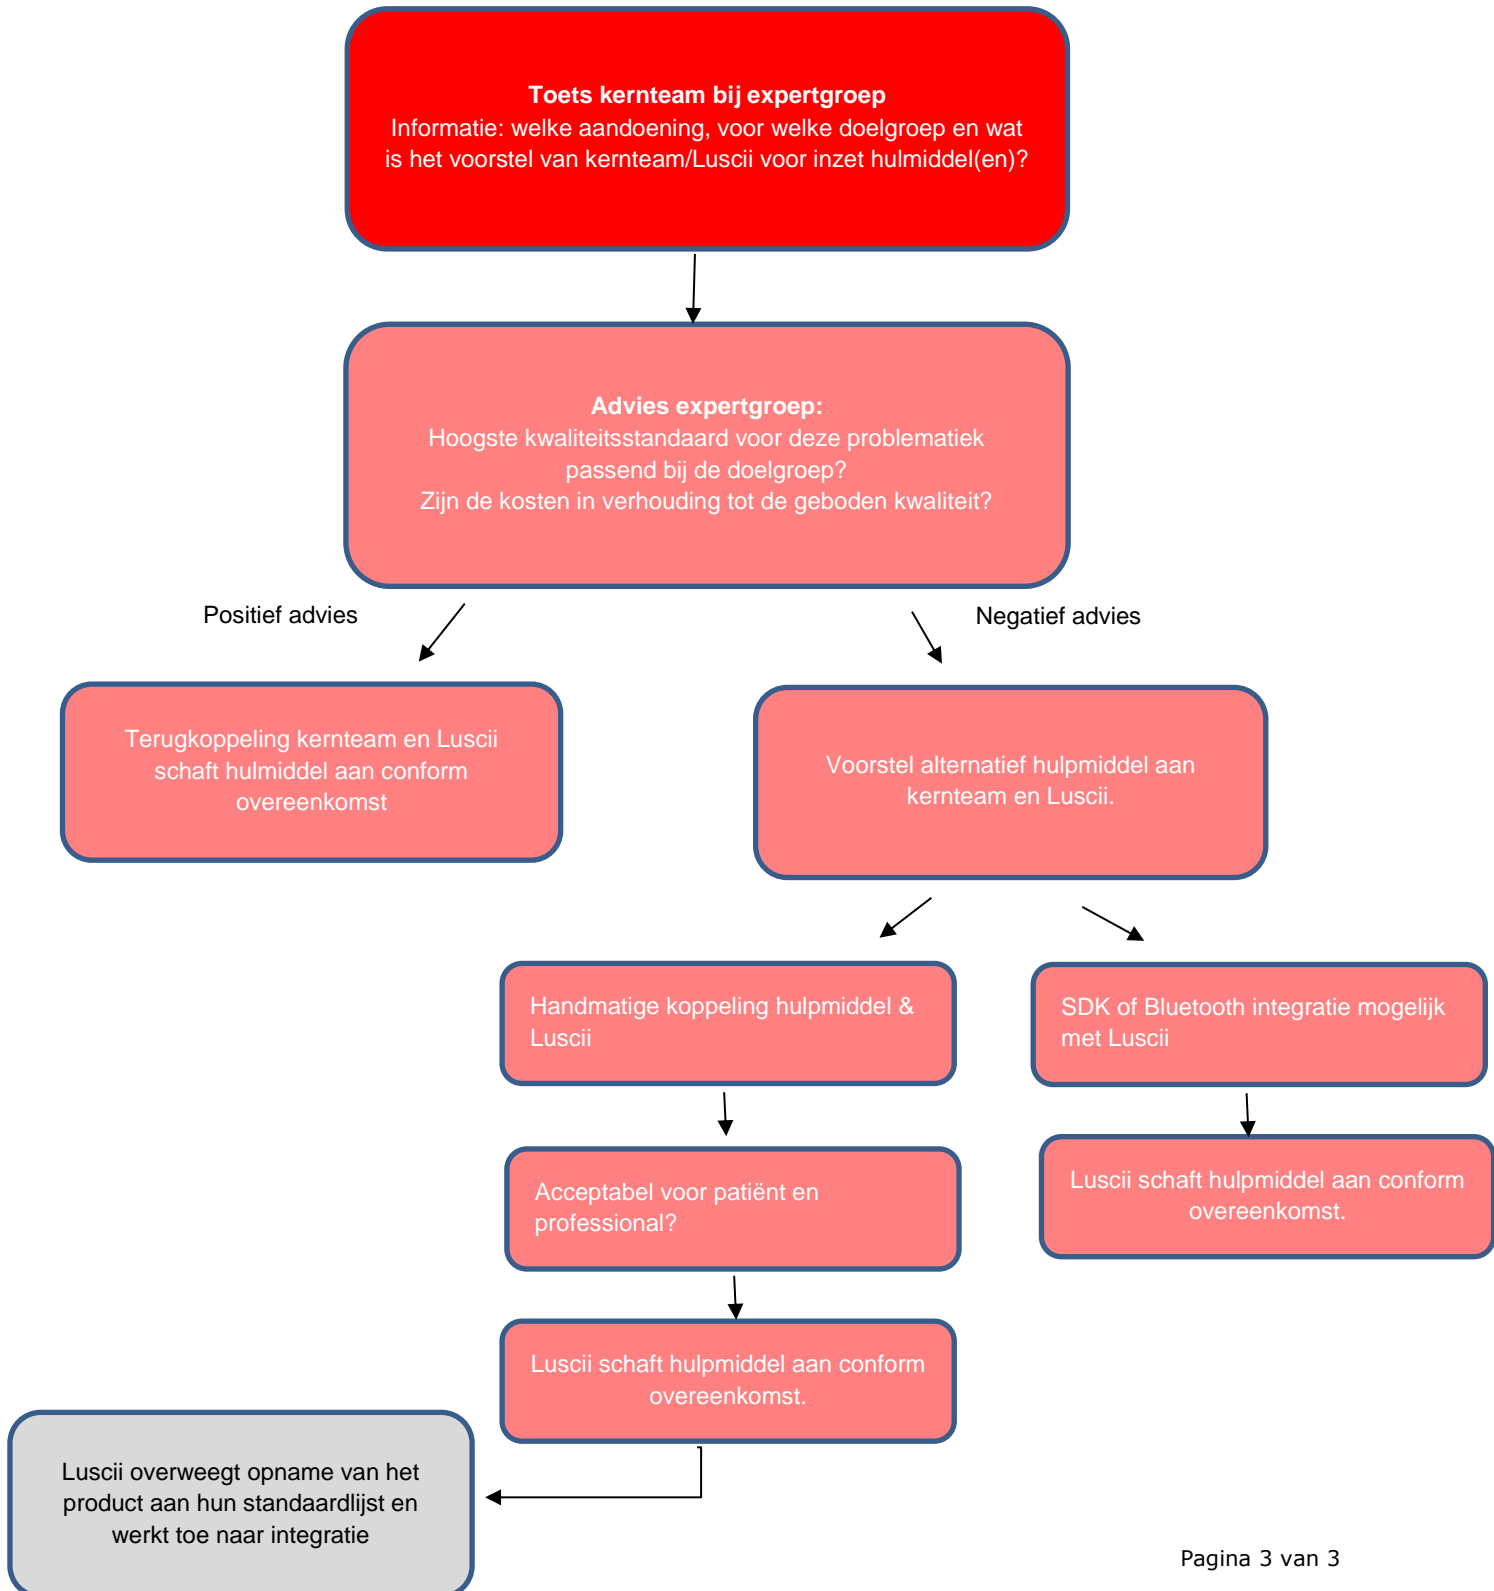 Toets kernteam bij expertgroep
Informatie: welke aandoening, voor welke doelgroep en wat
is het voorstel van kernteam/Luscii voor inzet hulmiddel(en)?
Advies expertgroep:
Hoogste kwaliteitsstandaard voor deze problematiek
passend bij de doelgroep?
Zijn de kosten in verhouding tot de geboden kwaliteit?
Positief advies
Negatief advies
Terugkoppeling kernteam en Luscii
schaft hulmiddel aan conform
overeenkomst
Voorstel alternatief hulpmiddel aan
kernteam en Luscii.
Handmatige koppeling hulpmiddel &
Luscii
SDK of Bluetooth integratie mogelijk
met Luscii
Acceptabel voor patiënt en
professional?
Luscii schaft hulpmiddel aan conform
overeenkomst.
Luscii schaft hulpmiddel aan conform
overeenkomst.
Luscii overweegt opname van het
product aan hun standaardlijst en
werkt toe naar integratie
Pagina 3 van 3